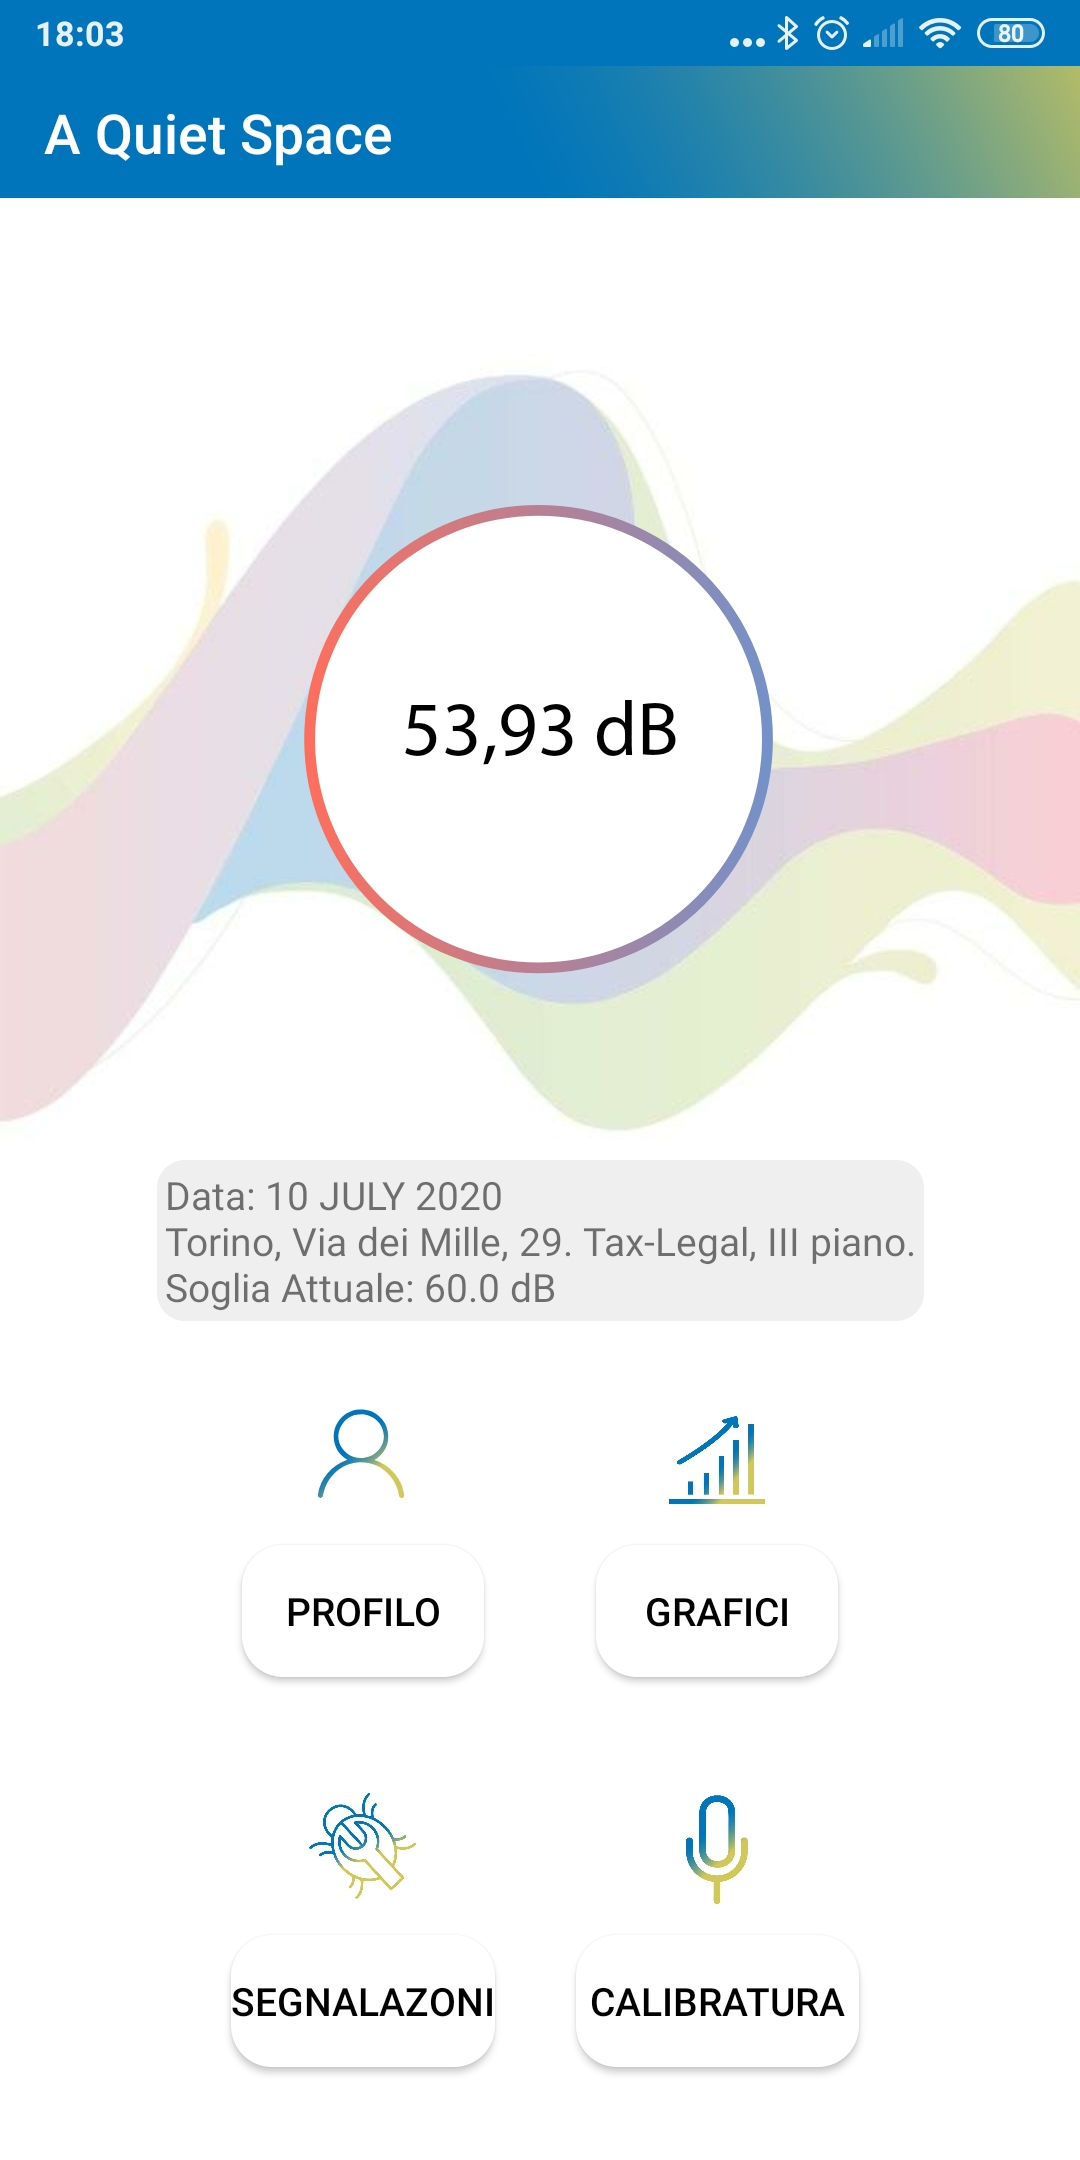 18:03
80
A Quiet Space
53,93 dB
Data: 10 JULY 2020
Torino, Via dei Mille, 29. Tax-Legal, III piano.
Soglia Attuale: 60.0 dB
PROFILO
GRAFICI
SEGNALAZONI
CALIBRATURA